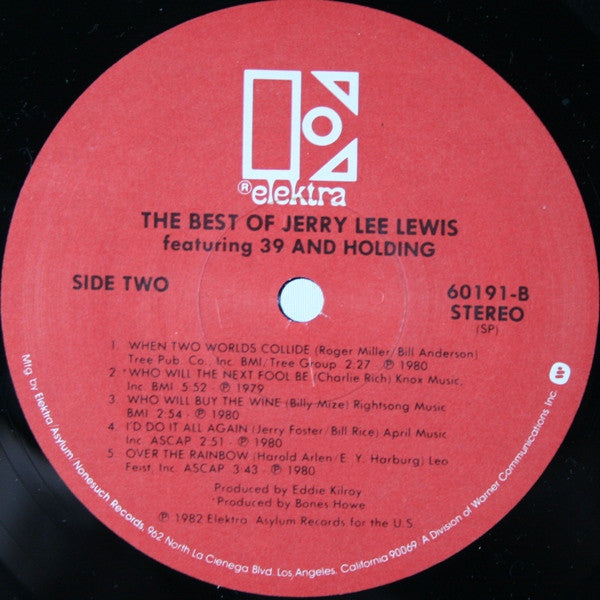 ® elektra
THE BEST OF JERRY LEE LEWIS
featuring 39 AND HOLDING
SIDE TWO
60191-B
STEREO
(SP)
1. WHEN TWO WORLDS COLLIDE (Roger Miller/Bill Anderson)
Tree Pub. Co., Inc. BMI/Tree Group 2:27 · ℗ 1980
2. *WHO WILL THE NEXT FOOL BE (Charlie Rich) Knox Music,
Inc. BMI · 5:52 · ℗ 1979
3. WHO WILL BUY THE WINE (Billy Mize) Rightsong Music
BMI · 2:54 · ℗ 1980
4. I'D DO IT ALL AGAIN (Jerry Foster/Bill Rice) April Music
Inc. ASCAP · 2:51 · ℗ 1980
5. OVER THE RAINBOW (Harold Arlen/E. Y. Harburg) Leo
Feist, Inc. ASCAP · 3:43 · ℗ 1980
Produced by Eddie Kilroy
*Produced by Bones Howe
℗ 1982 Elektra/Asylum Records for the U.S.
Mfg. by Elektra/Asylum/Nonesuch Records, 962 North La Cienega Blvd. Los Angeles, California 90069 · A Division of Warner Communications Inc.